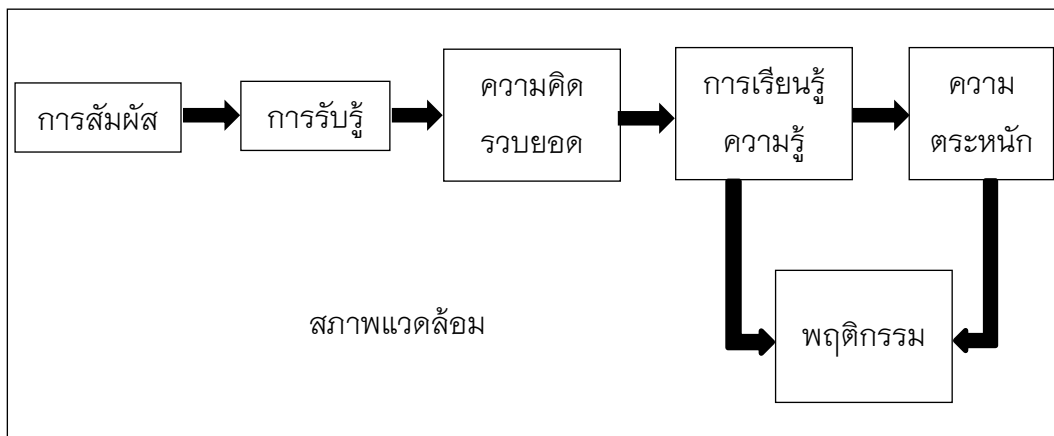 การสัมผัส
การรับรู้
ความคิด
รวบยอด
การเรียนรู้
ความรู้
ความ
ตระหนัก
สภาพแวดล้อม
พฤติกรรม